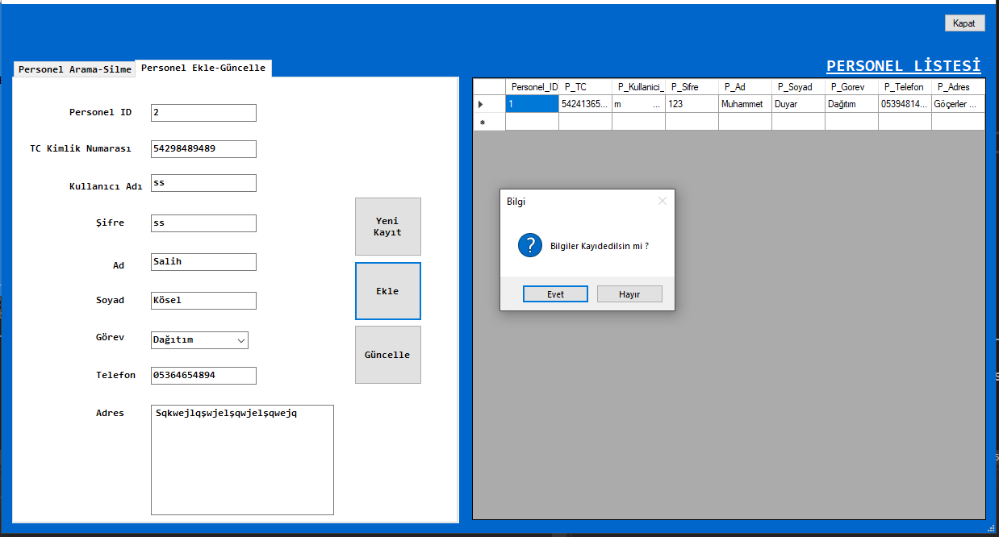 Kapat
Personel Arama-Silme Personel Ekle-Güncelle
PERSONEL LİSTESİ
Personel ID 2
TC Kimlik Numarası 54298489489
Kullanıcı Adı ss
Şifre ss
Ad Salih
Soyad Kösel
Görev Dağıtım
Telefon 05364654894
Adres Sqkwejlqşwjelşqwjelşqwejq
Yeni
Kayıt
Ekle
Güncelle
Personel_ID P_TC P_Kullanici_ P_Sifre P_Ad P_Soyad P_Gorev P_Telefon P_Adres
1 54241365... m ... 123 Muhammet Duyar Dağıtım 05394814... Göçerler ...
Bilgi
Bilgiler Kayıdedilsin mi ?
Evet Hayır